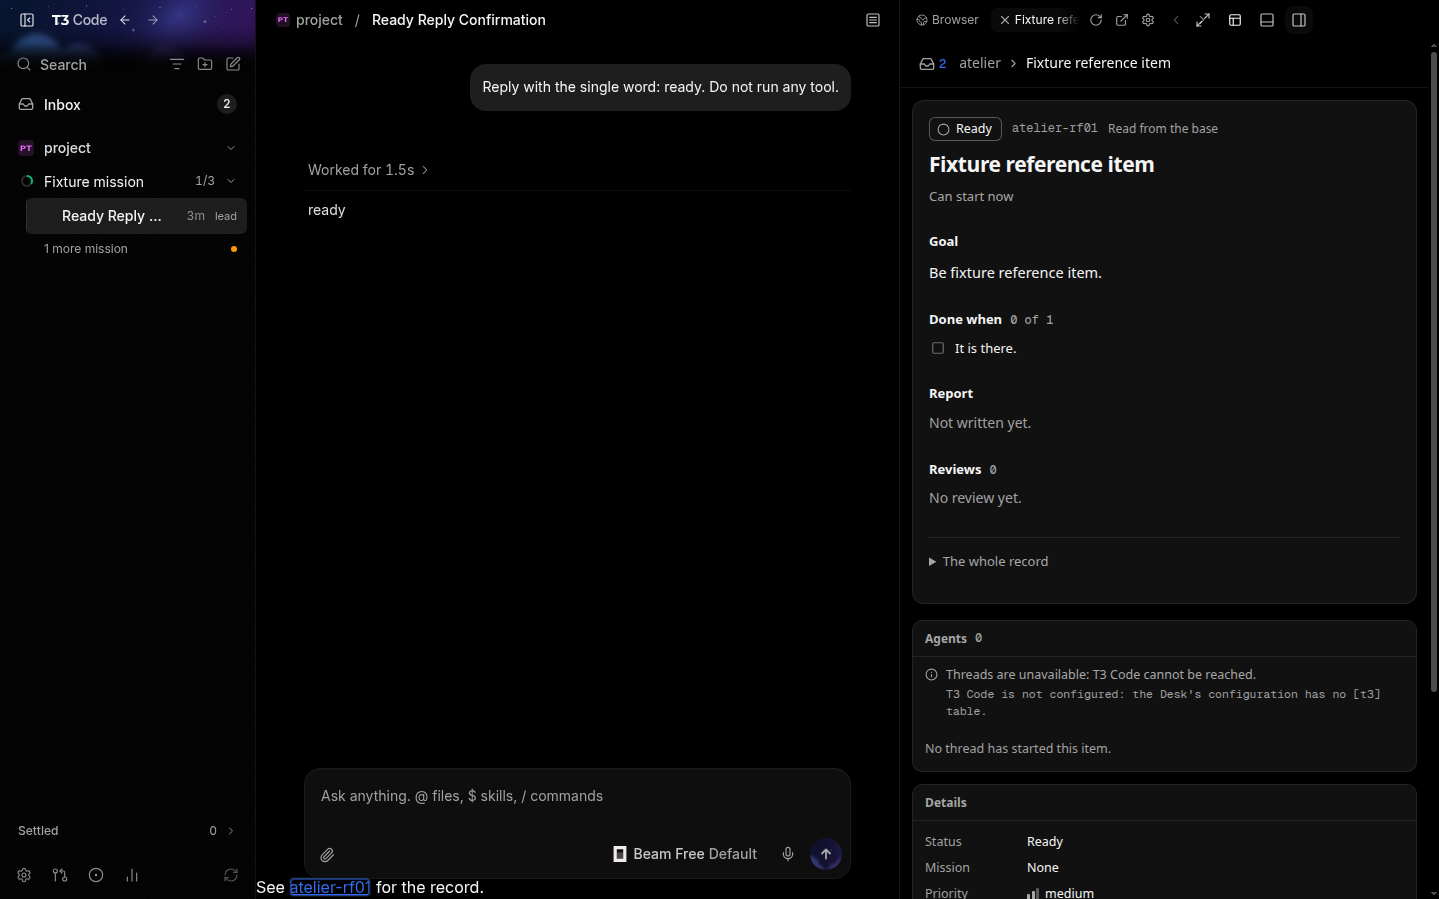 T3 Code
Search
Inbox
2
PT
project
Fixture mission
1/3
Ready Reply ...
3m
lead
1 more mission
Settled
0
PT
project / Ready Reply Confirmation
Reply with the single word: ready. Do not run any tool.
Worked for 1.5s
ready
Ask anything. @ files, $ skills, / commands
Beam Free Default
See atelier-rf01 for the record.
Browser
Fixture refe
2
atelier
Fixture reference item
Ready
atelier-rf01
Read from the base
Fixture reference item
Can start now
Goal
Be fixture reference item.
Done when 0 of 1
It is there.
Report
Not written yet.
Reviews 0
No review yet.
The whole record
Agents 0
Threads are unavailable: T3 Code cannot be reached.
T3 Code is not configured: the Desk's configuration has no [t3]
table.
No thread has started this item.
Details
Status Ready
Mission None
Priority medium